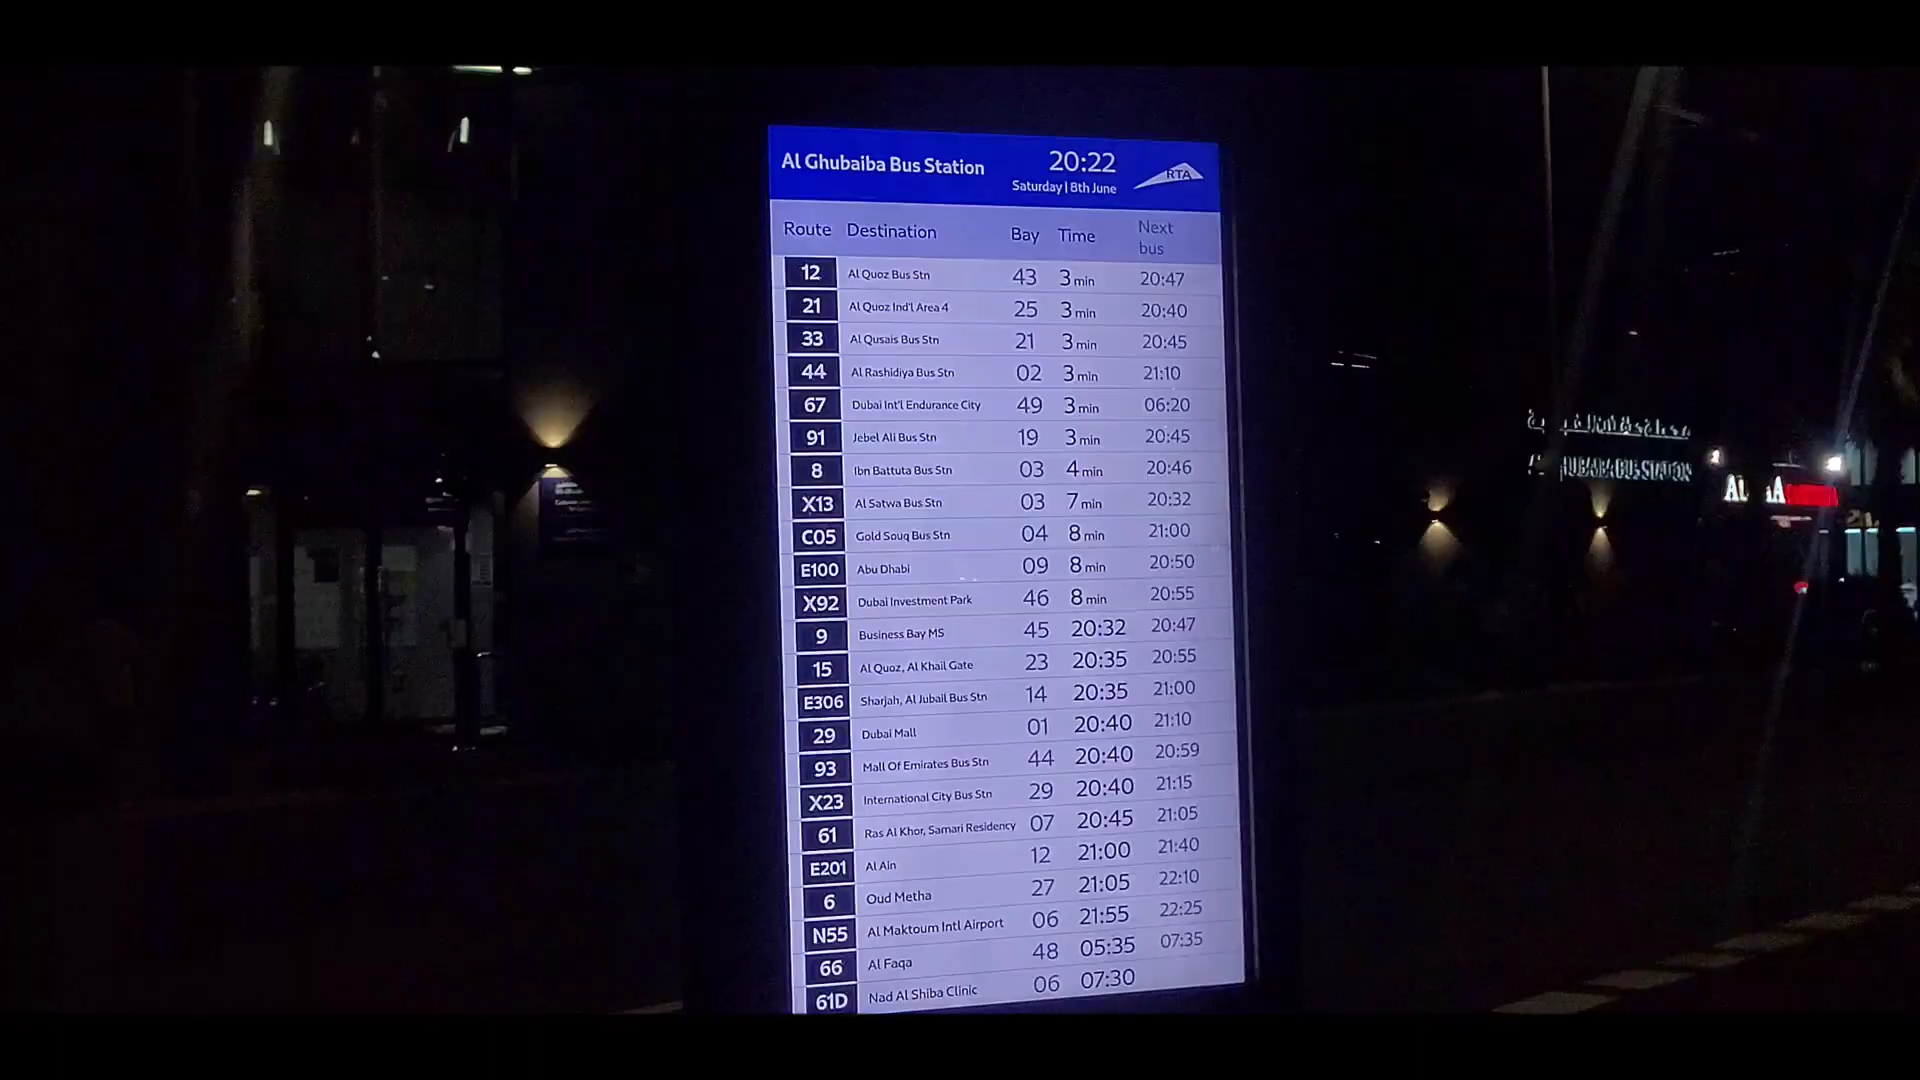 Al Ghubaiba Bus Station 20:22
Saturday | 8th June
RTA
Route Destination Bay Time Next bus
12 Al Quoz Bus Stn 43 3 min 20:47
21 Al Quoz Ind'l Area 4 25 3 min 20:40
33 Al Qusais Bus Stn 21 3 min 20:45
44 Al Rashidiya Bus Stn 02 3 min 21:10
67 Dubai Int'l Endurance City 49 3 min 06:20
91 Jebel Ali Bus Stn 19 3 min 20:45
8 Ibn Battuta Bus Stn 03 4 min 20:46
X13 Al Satwa Bus Stn 03 7 min 20:32
C05 Gold Souq Bus Stn 04 8 min 21:00
E100 Abu Dhabi 09 8 min 20:50
X92 Dubai Investment Park 46 8 min 20:55
9 Business Bay MS 45 20:32 20:47
15 Al Quoz, Al Khail Gate 23 20:35 20:55
E306 Sharjah, Al Jubail Bus Stn 14 20:35 21:00
29 Dubai Mall 01 20:40 21:10
93 Mall Of Emirates Bus Stn 44 20:40 20:59
X23 International City Bus Stn 29 20:40 21:15
61 Ras Al Khor, Samari Residency 07 20:45 21:05
E201 Al Ain 12 21:00 21:40
6 Oud Metha 27 21:05 22:10
N55 Al Maktoum Intl Airport 06 21:55 22:25
66 Al Faqa 48 05:35 07:35
61D Nad Al Shiba Clinic 06 07:30
BUS STATION